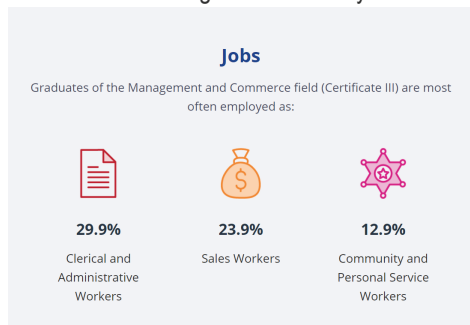 Jobs
Graduates of the Management and Commerce field (Certificate III) are most
often employed as:
$
29.9%
23.9%
12.9%
Clerical and
Administrative
Workers
Sales Workers
Community and
Personal Service
Workers